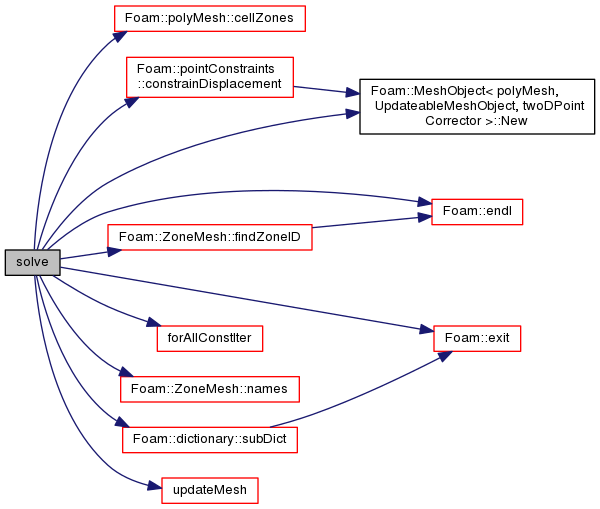 Foam::polyMesh::cellZones
Foam::pointConstraints
::constrainDisplacement
Foam::MeshObject< polyMesh,
UpdateableMeshObject, twoDPoint
Corrector >::New
Foam::endl
Foam::ZoneMesh::findZoneID
solve
forAllConstIter
Foam::exit
Foam::ZoneMesh::names
Foam::dictionary::subDict
updateMesh